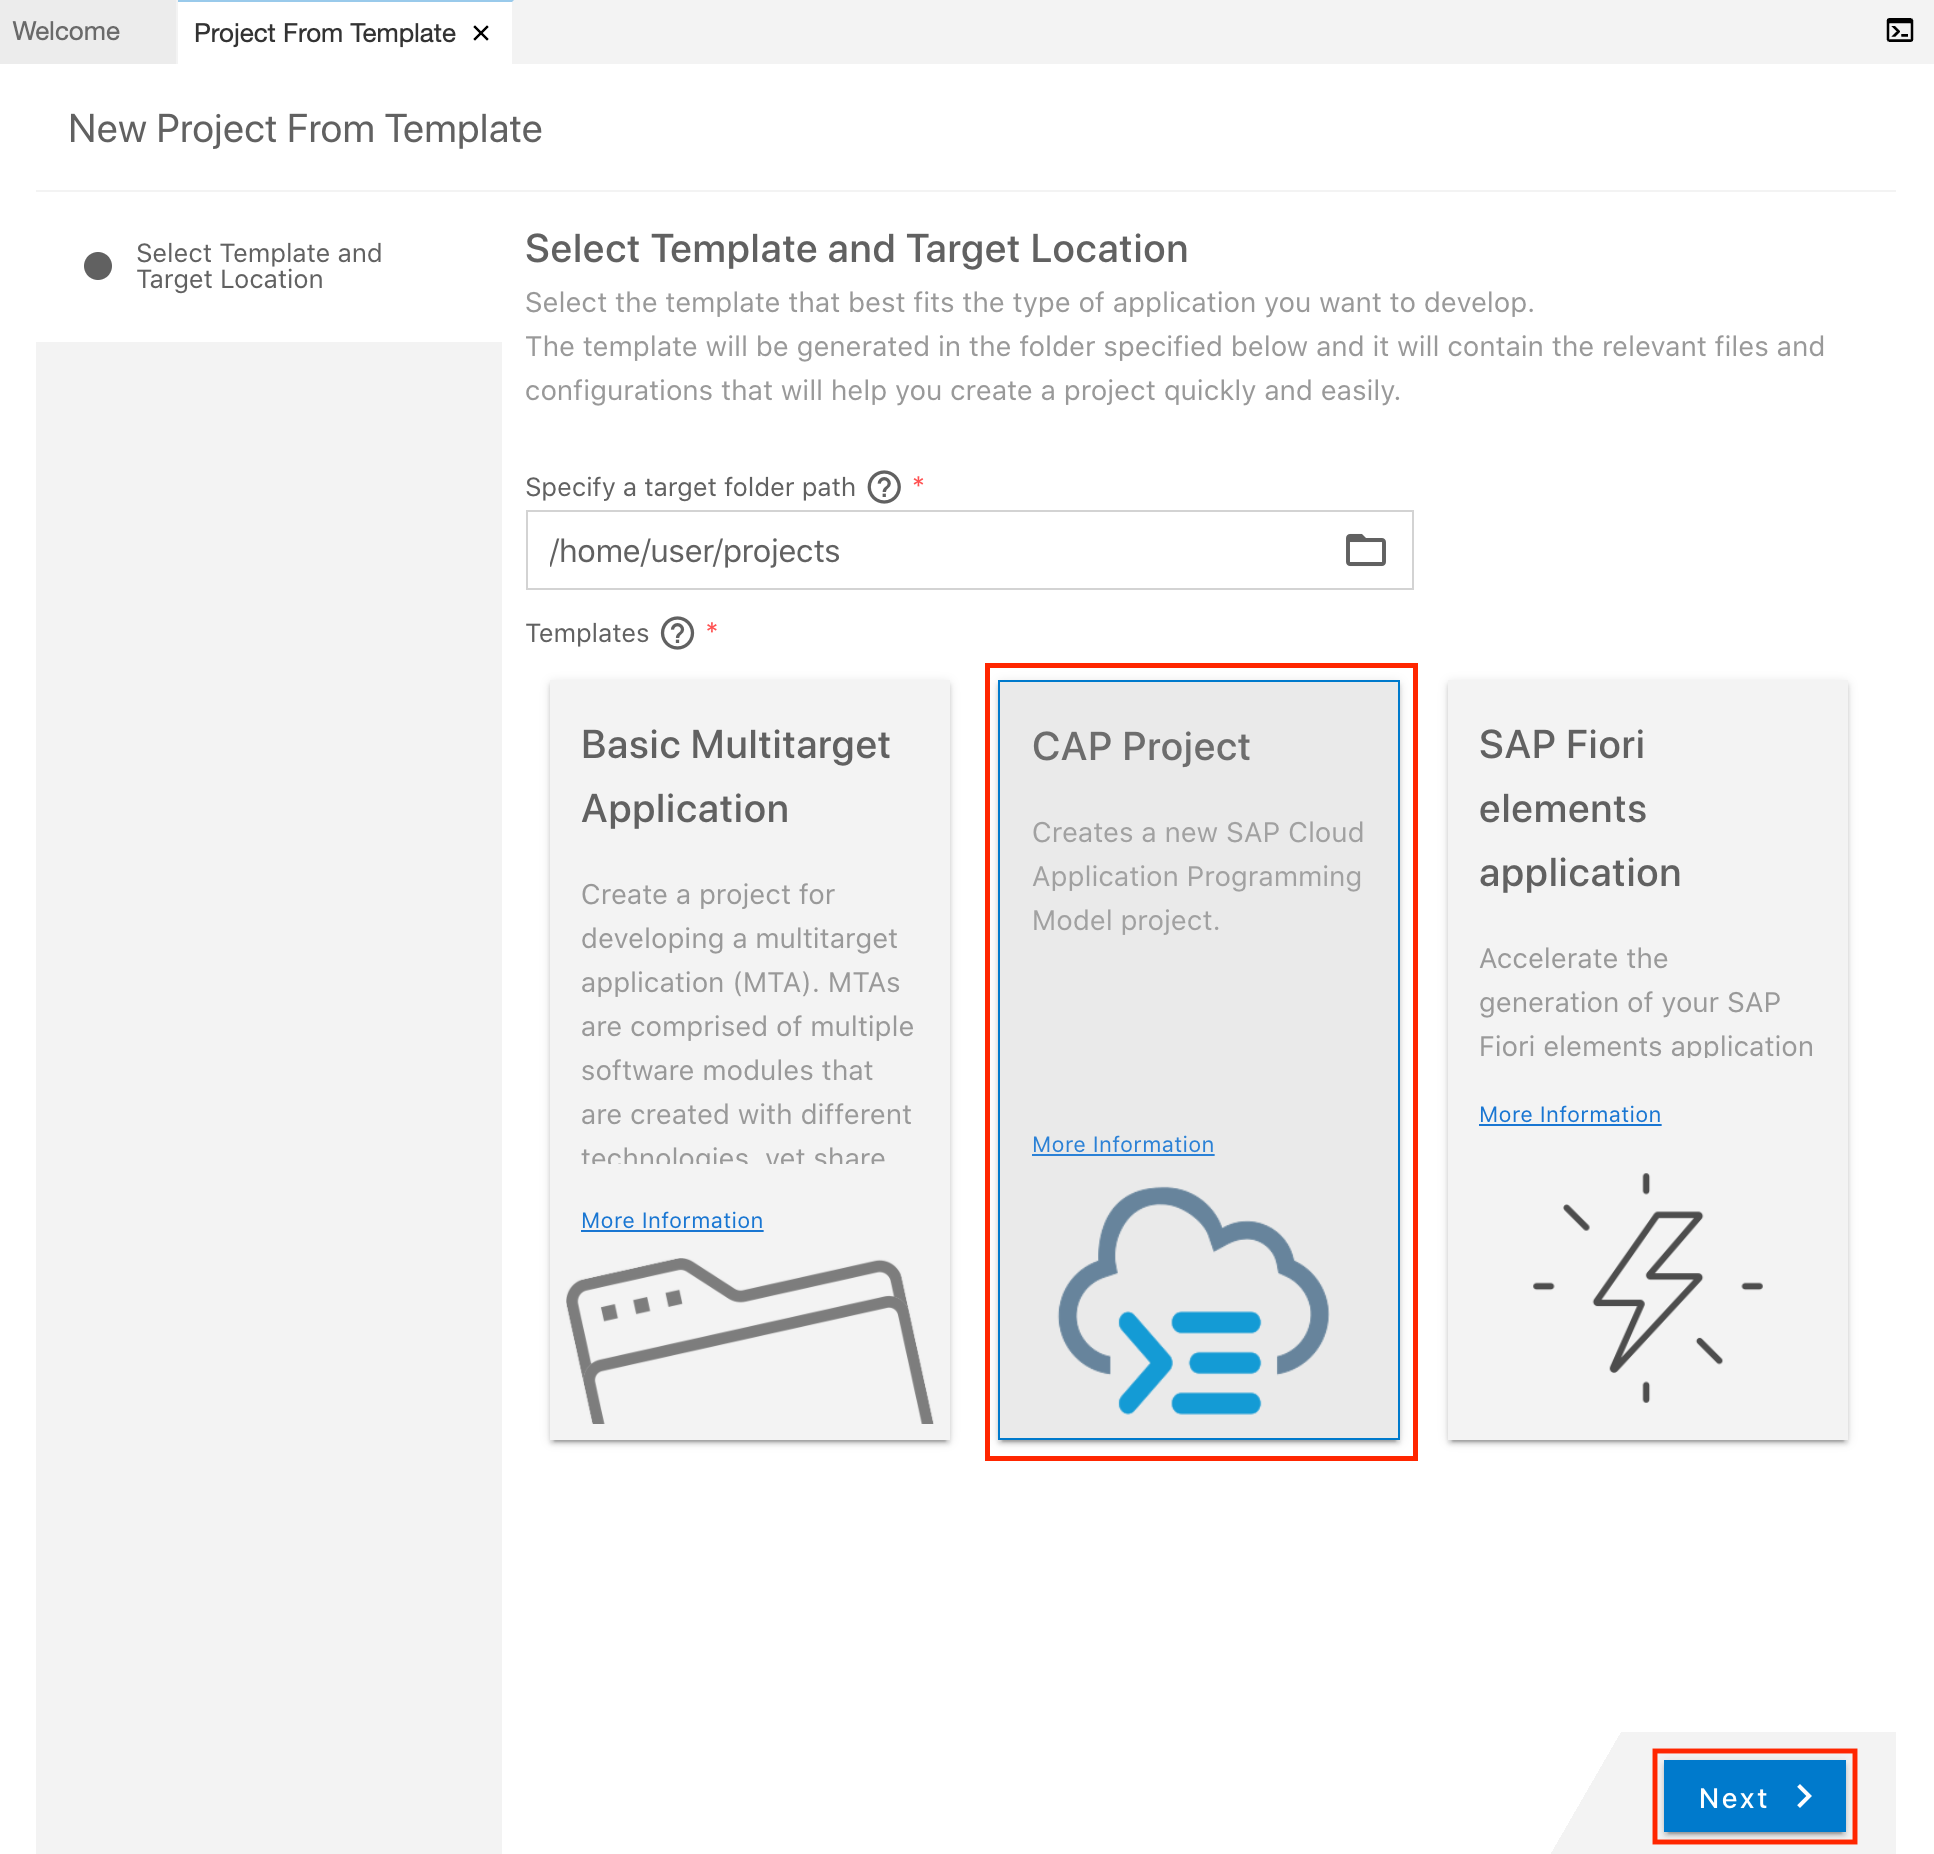 Welcome
Project From Template
New Project From Template
Select Template and
Target Location
Select Template and Target Location
Select the template that best fits the type of application you want to develop.
The template will be generated in the folder specified below and it will contain the relevant files and
configurations that will help you create a project quickly and easily.
Specify a target folder path ? *
/home/user/projects
Templates ? *
Basic Multitarget
Application
Create a project for
developing a multitarget
application (MTA). MTAs
are comprised of multiple
software modules that
are created with different
technologies, yet share
More Information
CAP Project
Creates a new SAP Cloud
Application Programming
Model project.
More Information
SAP Fiori
elements
application
Accelerate the
generation of your SAP
Fiori elements application
More Information
Next